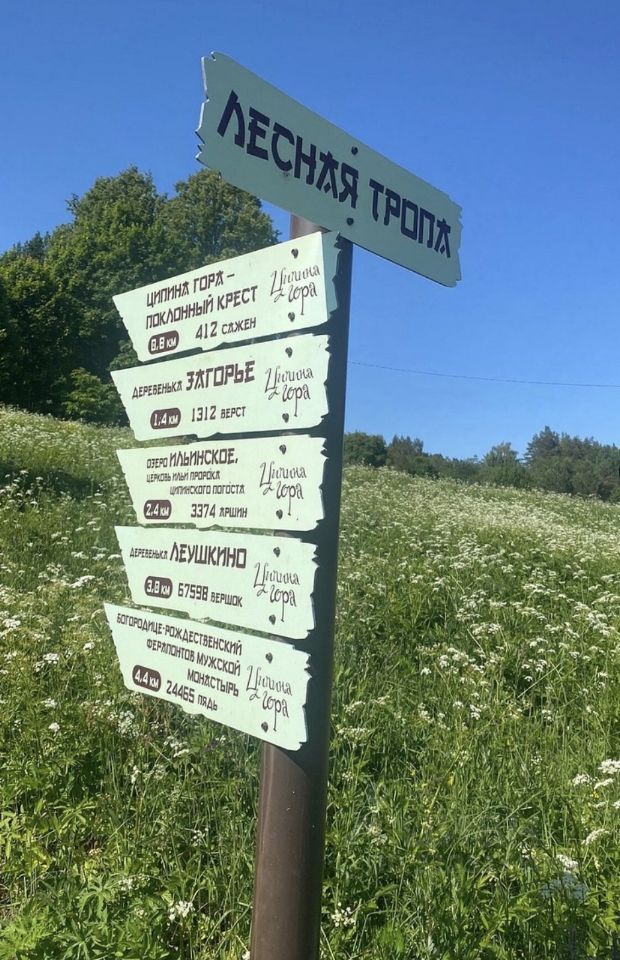 ЛЕСНАЯ ТРОПА
ЦИПИНА ГОРА –
ПОКЛОННЫЙ КРЕСТ
0.8 КМ 412 САЖЕН
Ципина
гора
ДЕРЕВЕНЬКА ЗАГОРЬЕ
1,4 КМ 1312 ВЕРСТ
Ципина
гора
ОЗЕРО ИЛЬИНСКОЕ,
ЦЕРКОВЬ ИЛЬИ ПРОРОКА
ЦИПИНСКОГО ПОГОСТА
2,4 КМ 3374 АРШИН
Ципина
гора
ДЕРЕВЕНЬКА ЛЕУШКИНО
3,0 КМ 67598 ВЕРШОК
Ципина
гора
БОГОРОДИЦЕ-РОЖДЕСТВЕНСКИЙ
ФЕРАПОНТОВ МУЖСКОЙ
МОНАСТЫРЬ
4,4 КМ 24465 ПЯДЬ
Ципина
гора